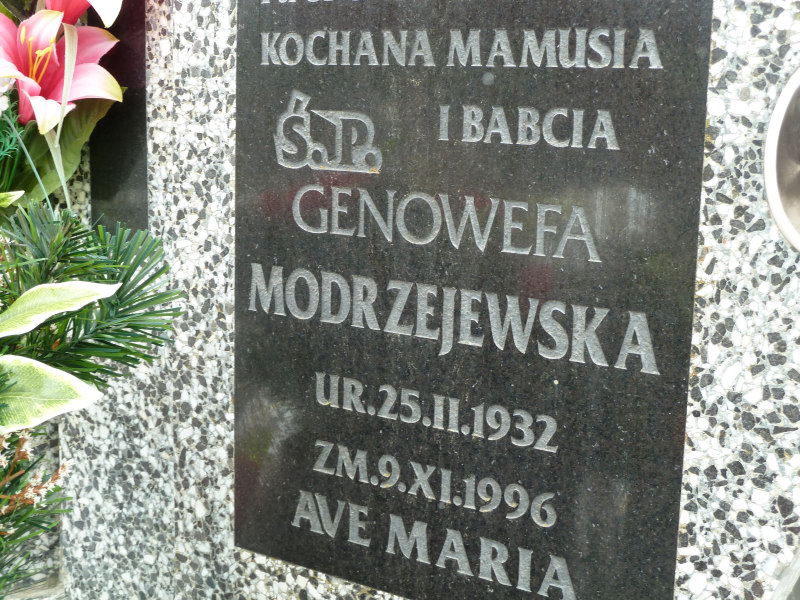 KOCHANA MAMUSIA
I BABCIA
Ś.P.
GENOWEFA
MODRZEJEWSKA
UR.25.II.1932
ZM.9.XI.1996
AVE MARIA